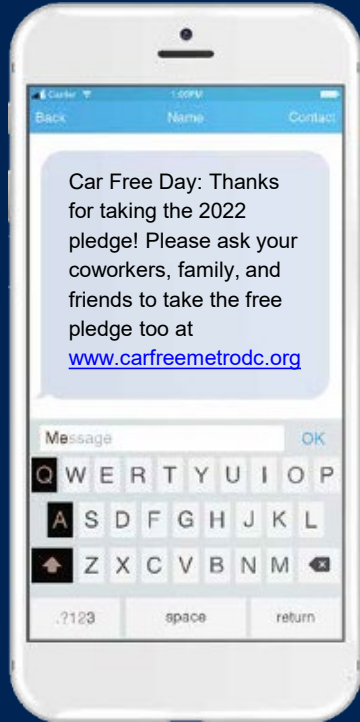 Carrier 1:00PM
Back Name Contact
Car Free Day: Thanks
for taking the 2022
pledge! Please ask your
coworkers, family, and
friends to take the free
pledge too at
www.carfreemetrodc.org
Message OK
Q W E R T Y U I O P
A S D F G H J K L
Z X C V B N M
.?123 space return